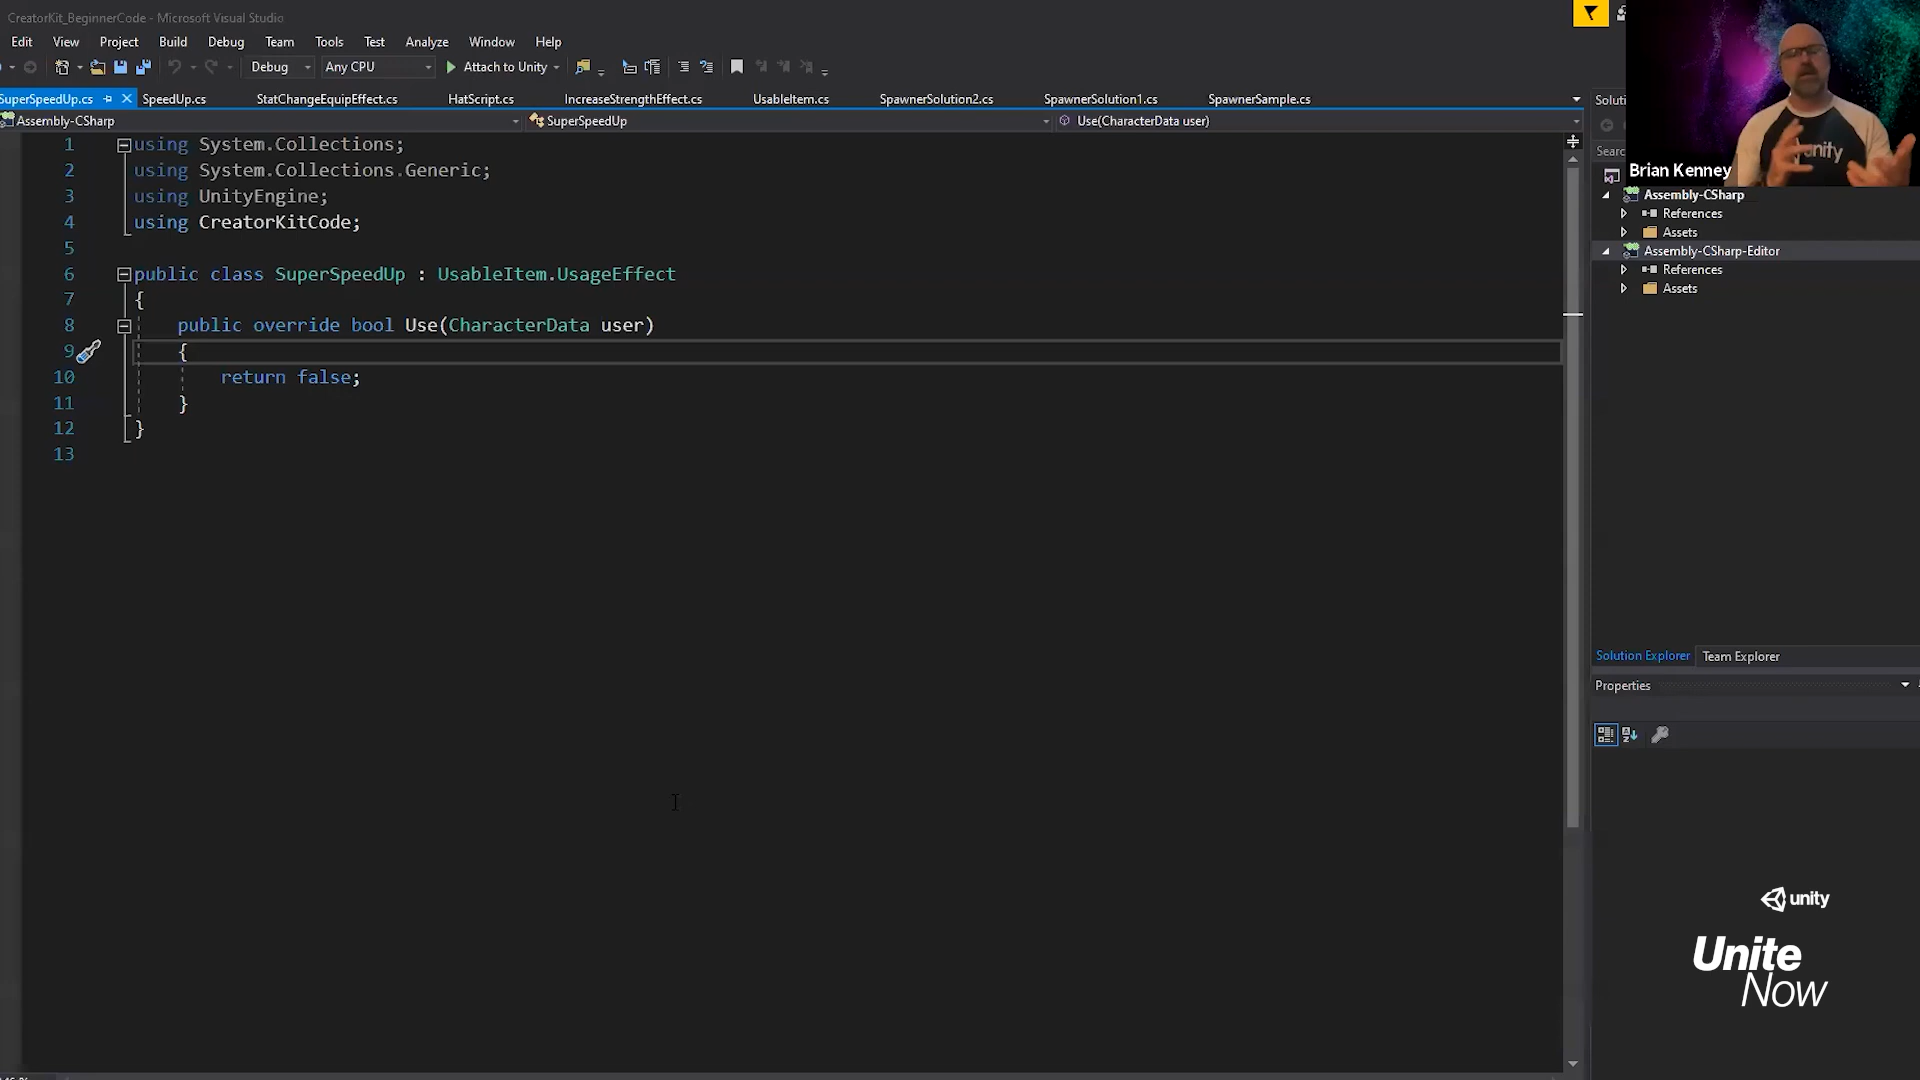 CreatorKit_BeginnerCode - Microsoft Visual Studio
Edit View Project Build Debug Team Tools Test Analyze Window Help
Debug Any CPU Attach to Unity
SuperSpeedUp.cs SpeedUp.cs StatChangeEquipEffect.cs HatScript.cs IncreaseStrengthEffect.cs UsableItem.cs SpawnerSolution2.cs SpawnerSolution1.cs SpawnerSample.cs
Assembly-CSharp SuperSpeedUp Use(CharacterData user)
1 using System.Collections;
2 using System.Collections.Generic;
3 using UnityEngine;
4 using CreatorKitCode;
5
6 public class SuperSpeedUp : UsableItem.UsageEffect
7 {
8 public override bool Use(CharacterData user)
9 {
10 return false;
11 }
12 }
13
Soluti
Searc
unity
Brian Kenney
Assembly-CSharp
References
Assets
Assembly-CSharp-Editor
References
Assets
Solution Explorer Team Explorer
Properties
unity
Unite
Now